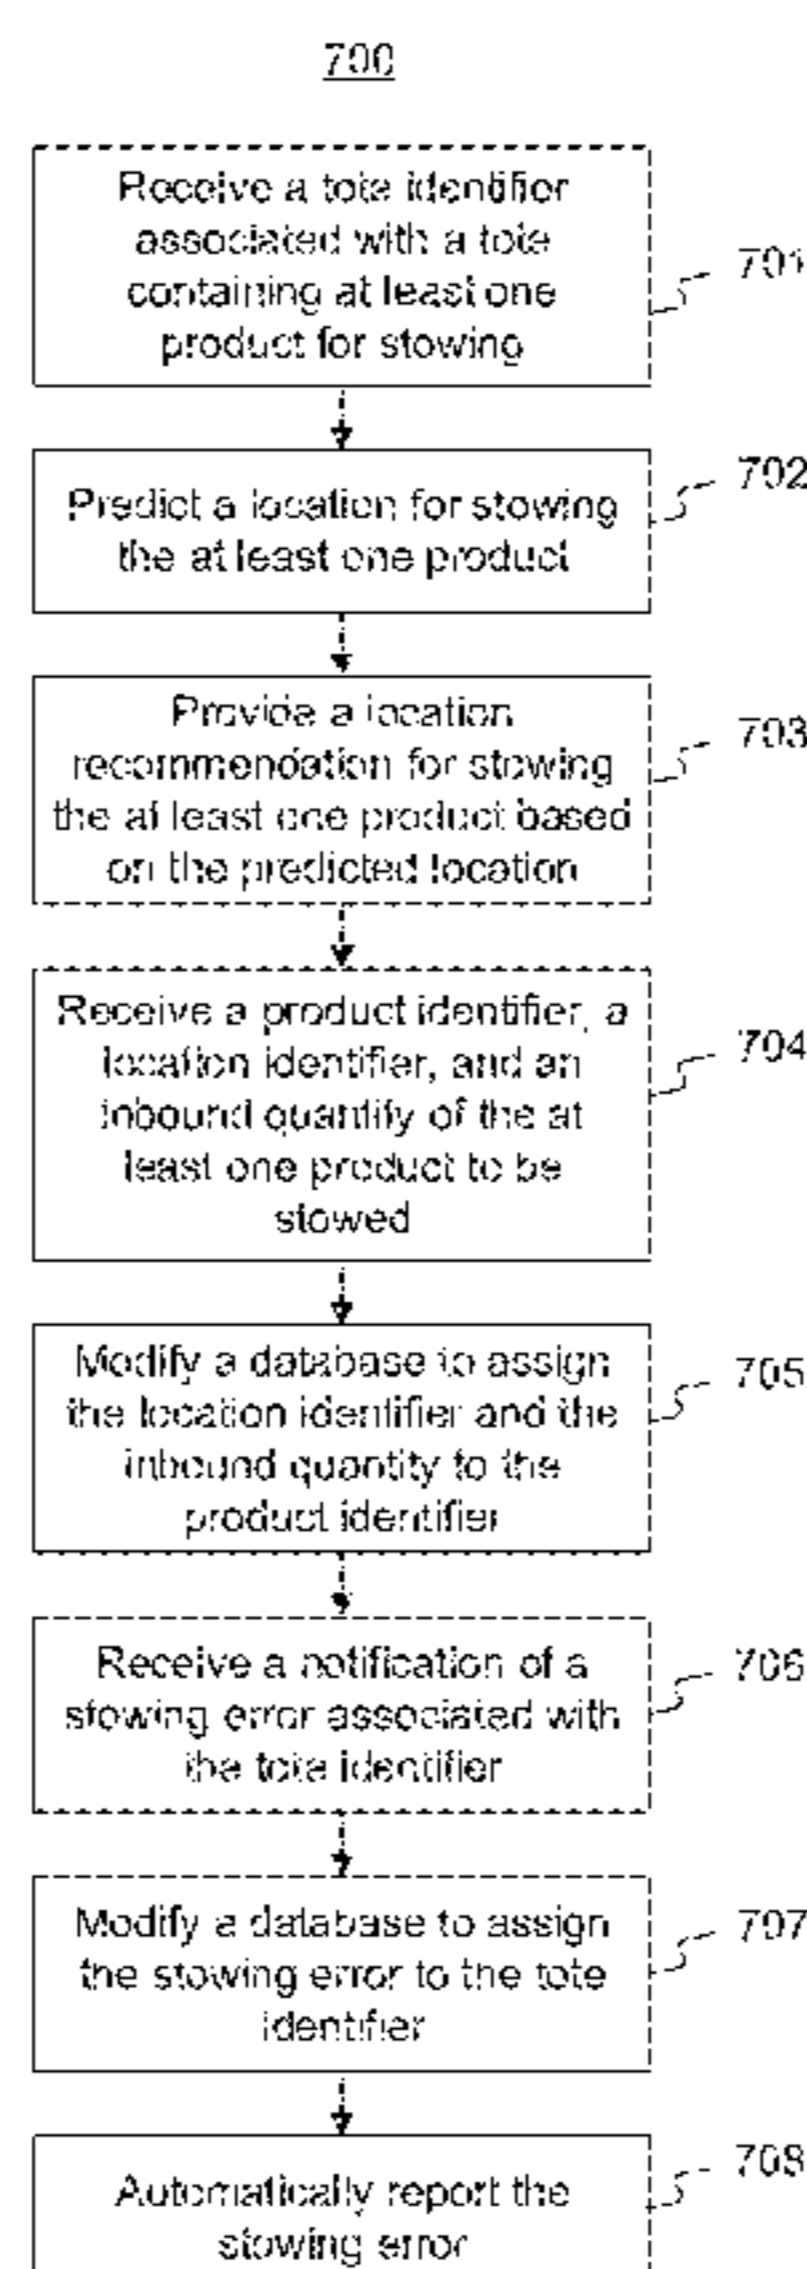 700
Receive a tote identifier
associated with a tote
containing at least one
product for stowing
701
Predict a location for stowing
the at least one product
702
Provide a location
recommendation for stowing
the at least one product based
on the predicted location
703
Receive a product identifier, a
location identifier, and an
inbound quantity of the at
least one product to be
stowed
704
Modify a database to assign
the location identifier and the
inbound quantity to the
product identifier
705
Receive a notification of a
stowing error associated with
the tote identifier
706
Modify a database to assign
the stowing error to the tote
identifier
707
Automatically report the
stowing error
708